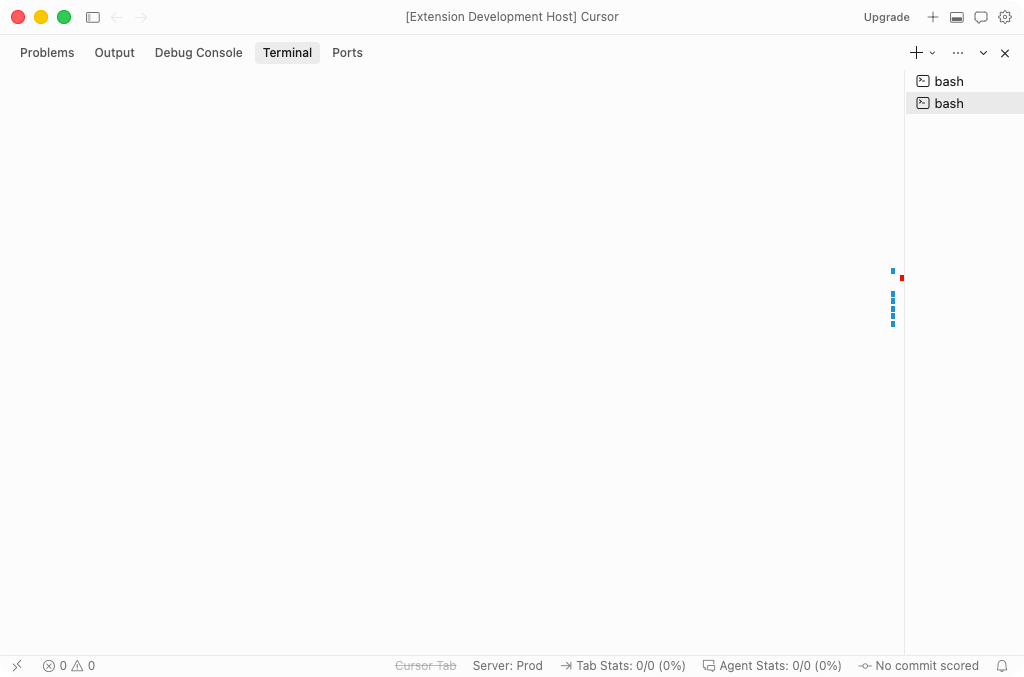 [Extension Development Host] Cursor
Upgrade
Problems Output Debug Console Terminal Ports
bash
bash
0 0 Cursor Tab Server: Prod Tab Stats: 0/0 (0%) Agent Stats: 0/0 (0%) No commit scored